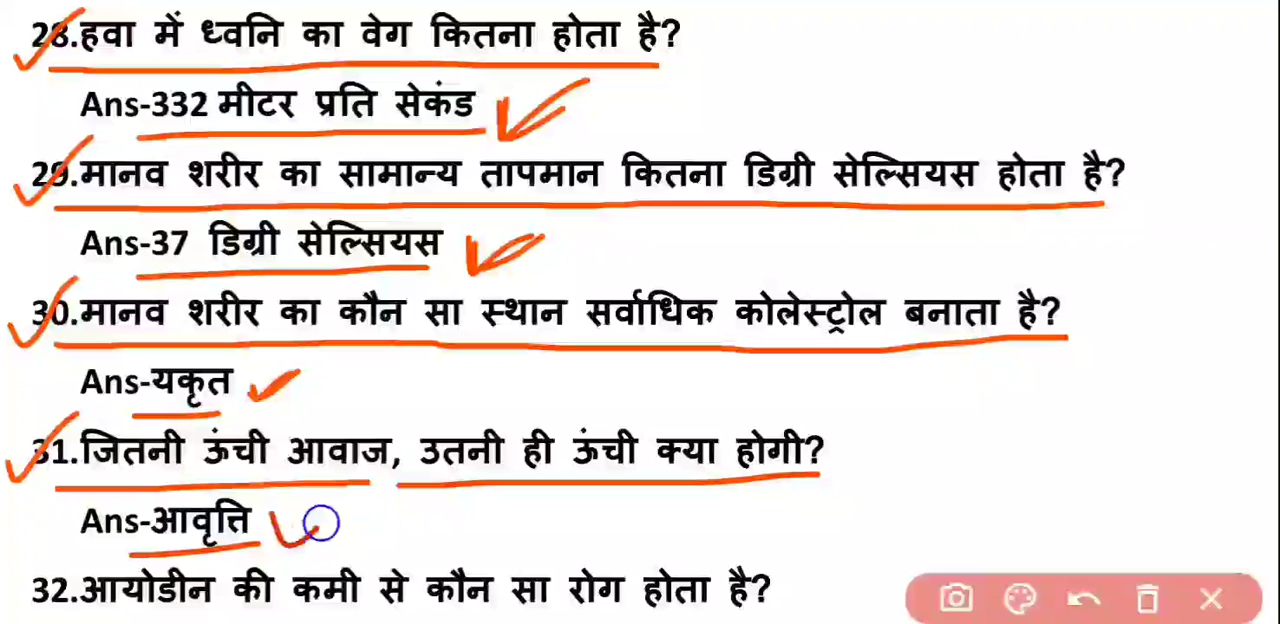 28.हवा में ध्वनि का वेग कितना होता है?
Ans-332 मीटर प्रति सेकंड
29.मानव शरीर का सामान्य तापमान कितना डिग्री सेल्सियस होता है?
Ans-37 डिग्री सेल्सियस
30.मानव शरीर का कौन सा स्थान सर्वाधिक कोलेस्ट्रोल बनाता है?
Ans-यकृत
31.जितनी ऊंची आवाज, उतनी ही ऊंची क्या होगी?
Ans-आवृत्ति
32.आयोडीन की कमी से कौन सा रोग होता है?